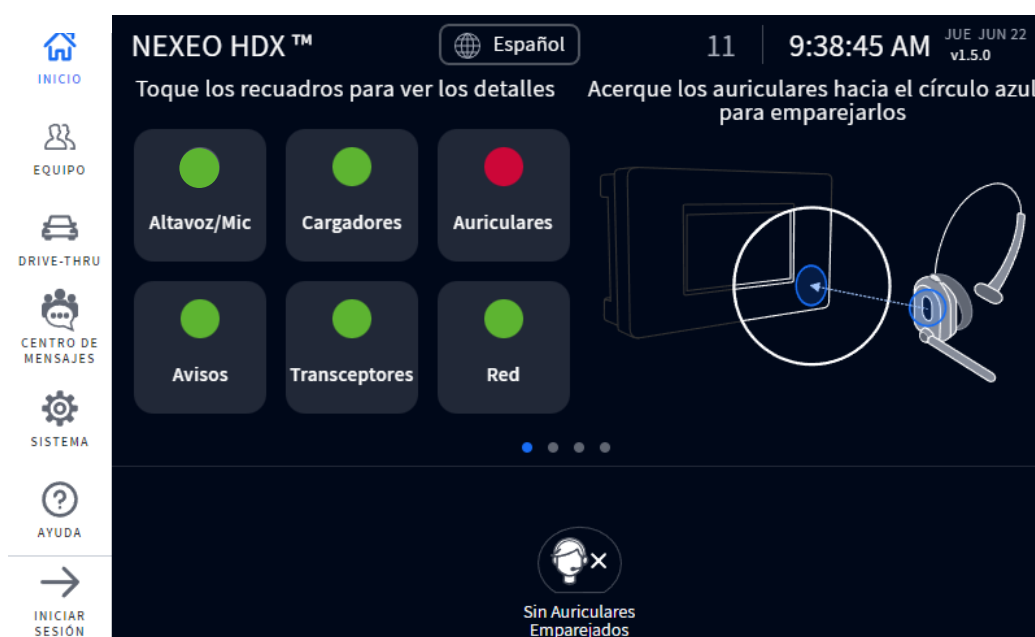 INICIO
EQUIPO
DRIVE-THRU
CENTRO DE
MENSAJES
SISTEMA
AYUDA
INICIAR
SESIÓN
NEXEO HDX ™
Español
11
9:38:45 AM
JUE JUN 22
v1.5.0
Toque los recuadros para ver los detalles
Altavoz/Mic
Cargadores
Auriculares
Avisos
Transceptores
Red
Acerque los auriculares hacia el círculo azul
para emparejarlos
Sin Auriculares
Emparejados